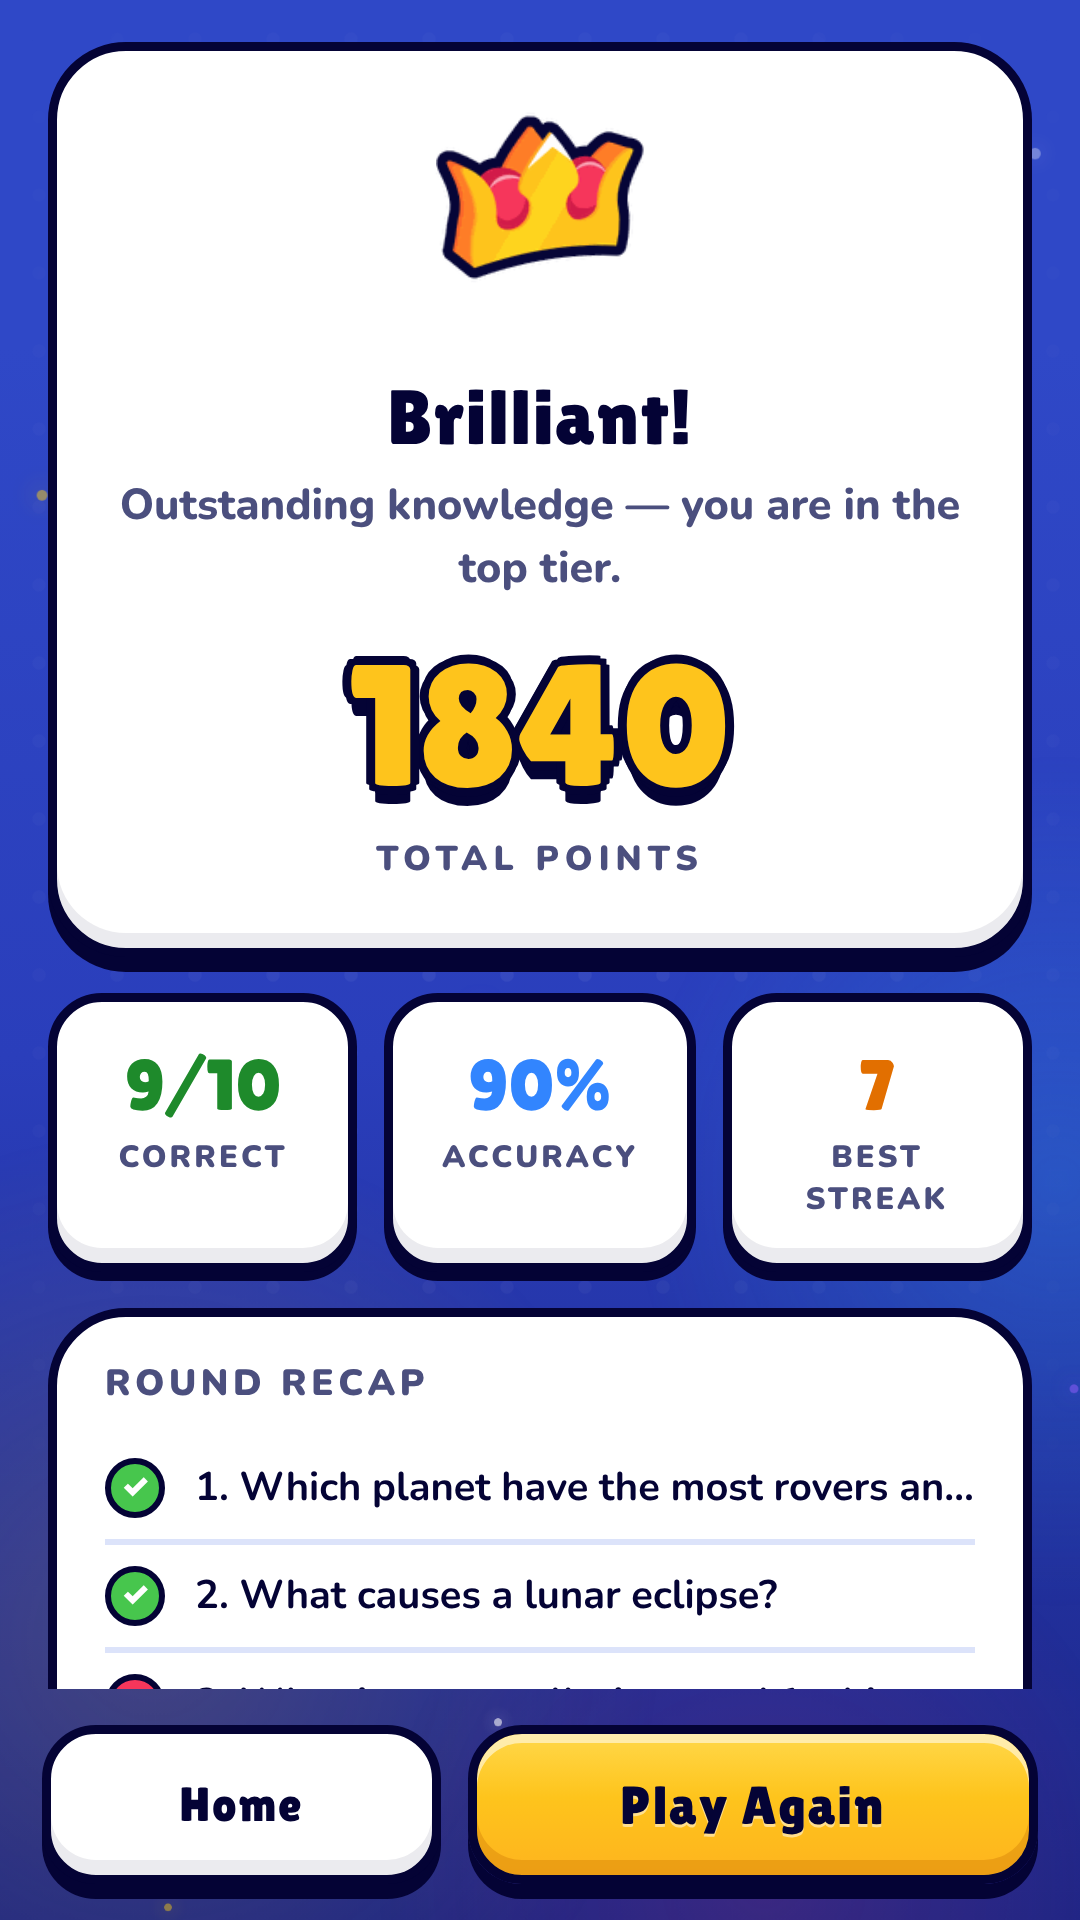 Brilliant!
Outstanding knowledge — you are in the
top tier.
1840
TOTAL POINTS
9/10
CORRECT
90%
ACCURACY
7
BEST
STREAK
ROUND RECAP
1. Which planet have the most rovers an...
2. What causes a lunar eclipse?
Home
Play Again